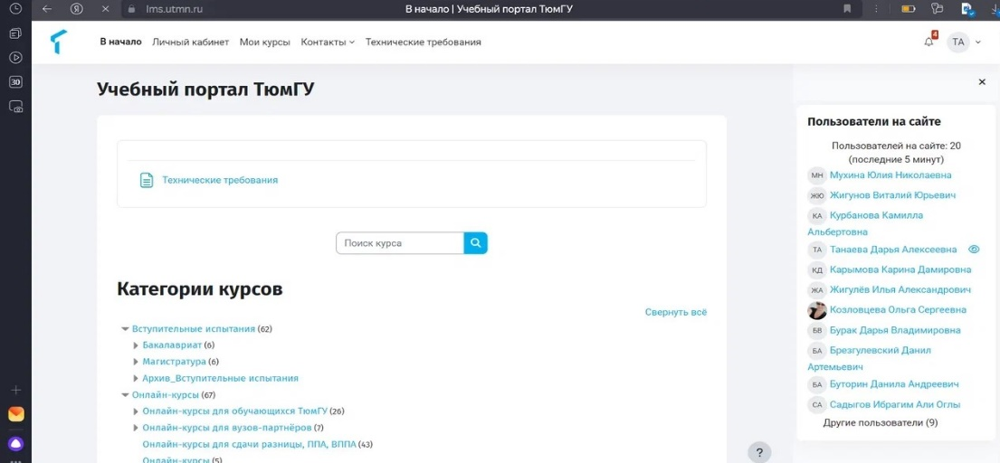 lms.utmn.ru
В начало | Учебный портал ТюмГУ
30
В начало Личный кабинет Мои курсы Контакты Технические требования
4
ТА
Учебный портал ТюмГУ
Технические требования
Поиск курса
Категории курсов
Свернуть всё
Вступительные испытания (62)
Бакалавриат (6)
Магистратура (6)
Архив_Вступительные испытания
Онлайн-курсы (67)
Онлайн-курсы для обучающихся ТюмГУ (26)
Онлайн-курсы для вузов-партнёров (7)
Онлайн-курсы для сдачи разницы, ППА, ВППА (43)
Онлайн-курсы (5)
Пользователи на сайте
Пользователей на сайте: 20
(последние 5 минут)
МН Мухина Юлия Николаевна
ЖЮ Жигунов Виталий Юрьевич
КА Курбанова Камилла
Альбертовна
ТА Танаева Дарья Алексеевна
КД Карымова Карина Дамировна
ЖА Жигулёв Илья Александрович
Козловцева Ольга Сергеевна
БВ Бурак Дарья Владимировна
БА Брезгулевский Данил
Артемьевич
БА Буторин Данила Андреевич
СА Садыгов Ибрагим Али Оглы
Другие пользователи (9)
?